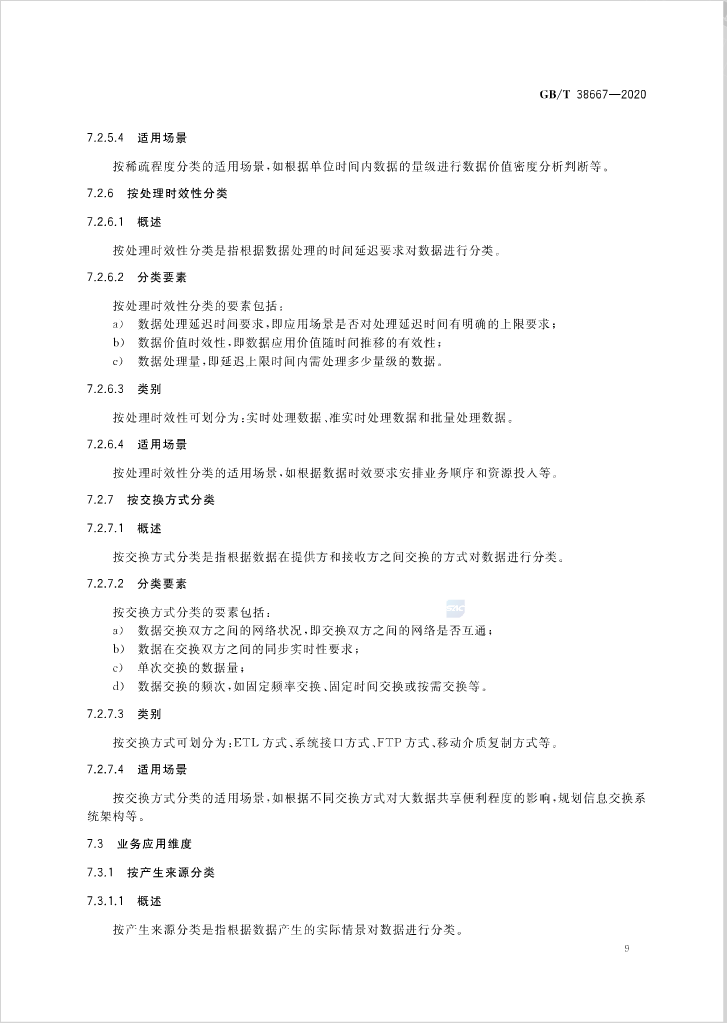 GB/T 38667—2020
7.2.5.4 适用场景
按稀疏程度分类的适用场景,如根据单位时间内数据的量级进行数据价值密度分析判断等。
7.2.6 按处理时效性分类
7.2.6.1 概述
按处理时效性分类是指根据数据处理的时间延迟要求对数据进行分类。
7.2.6.2 分类要素
按处理时效性分类的要素包括:
a) 数据处理延迟时间要求,即应用场景是否对处理延迟时间有明确的上限要求;
b) 数据价值时效性,即数据应用价值随时间推移的有效性;
c) 数据处理量,即延迟上限时间内需处理多少量级的数据。
7.2.6.3 类别
按处理时效性可划分为:实时处理数据、准实时处理数据和批量处理数据。
7.2.6.4 适用场景
按处理时效性分类的适用场景,如根据数据时效要求安排业务顺序和资源投入等。
7.2.7 按交换方式分类
7.2.7.1 概述
按交换方式分类是指根据数据在提供方和接收方之间交换的方式对数据进行分类。
7.2.7.2 分类要素
按交换方式分类的要素包括:
a) 数据交换双方之间的网络状况,即交换双方之间的网络是否互通;
b) 数据在交换双方之间的同步实时性要求;
c) 单次交换的数据量;
d) 数据交换的频次,如固定频率交换、固定时间交换或按需交换等。
7.2.7.3 类别
按交换方式可划分为:ETL方式、系统接口方式、FTP方式、移动介质复制方式等。
7.2.7.4 适用场景
按交换方式分类的适用场景,如根据不同交换方式对大数据共享便利程度的影响,规划信息交换系
统架构等。
7.3 业务应用维度
7.3.1 按产生来源分类
7.3.1.1 概述
按产生来源分类是指根据数据产生的实际情景对数据进行分类。
9